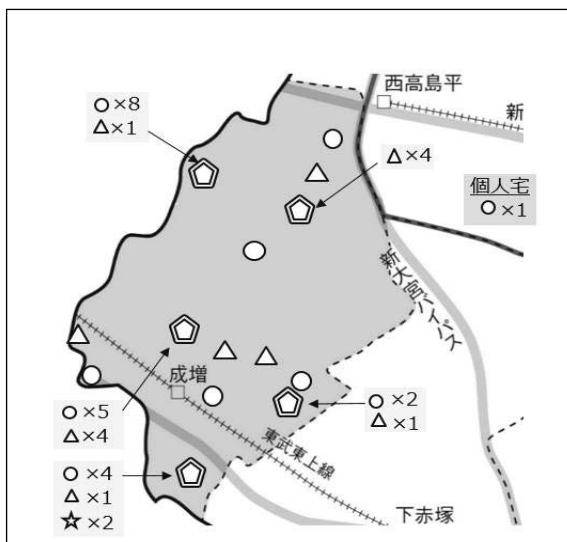 西高島平
新
○×8
△×1
△×4
個人宅
○×1
新大宮バイパス
成増
○×5
△×4
○×2
△×1
東武東上線
○×4
△×1
☆×2
下赤塚